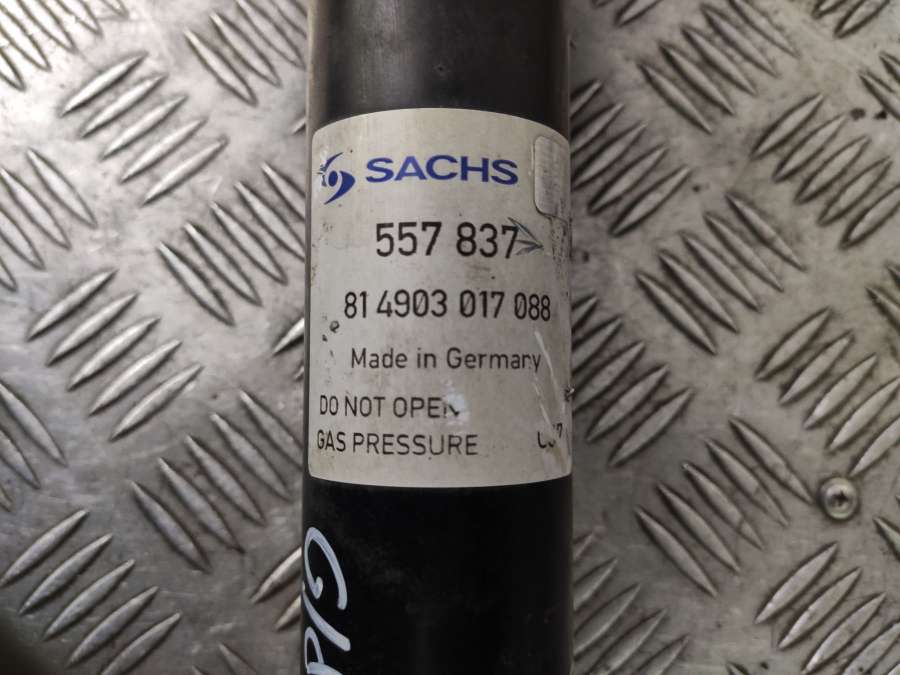 SACHS
557 837
81 4903 017 088
Made in Germany
DO NOT OPEN
GAS PRESSURE